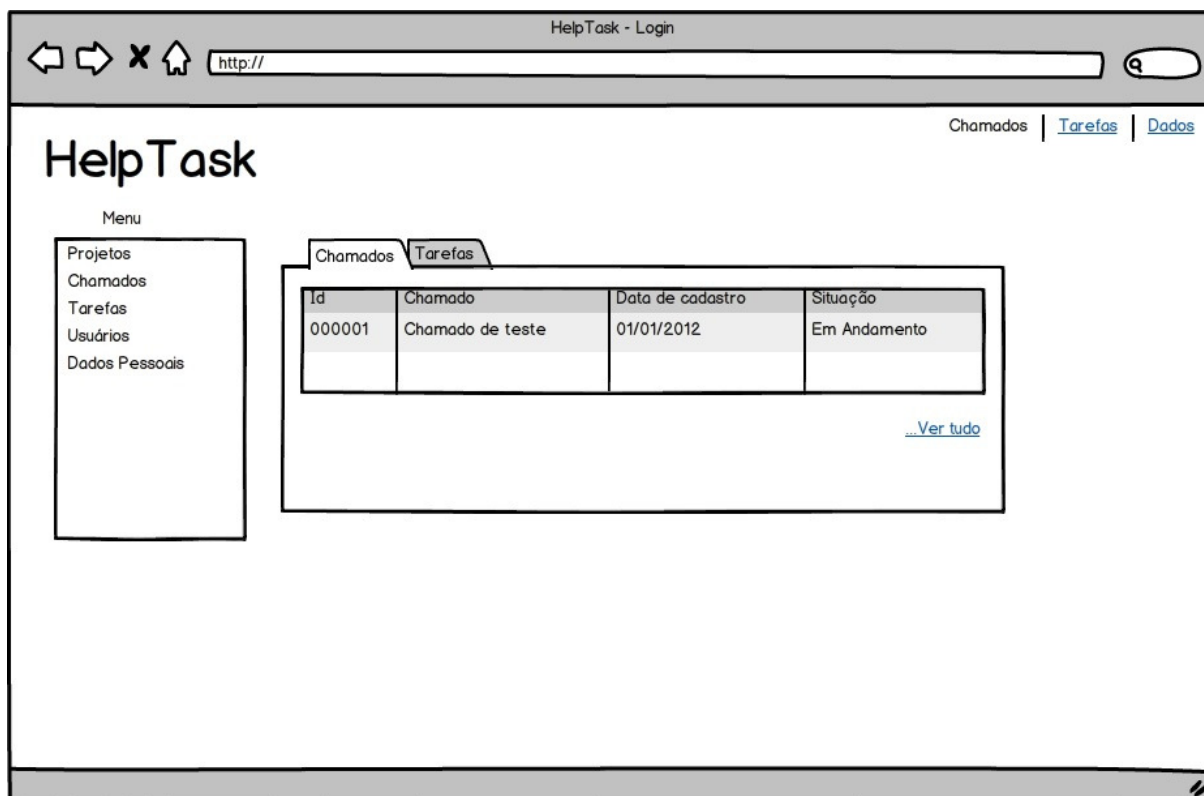 HelpTask - Login
http://
Chamados Tarefas Dados
HelpTask
Menu
Projetos
Chamados
Tarefas
Usuários
Dados Pessoais
Chamados Tarefas
Id Chamado Data de cadastro Situação
000001 Chamado de teste 01/01/2012 Em Andamento
...Ver tudo